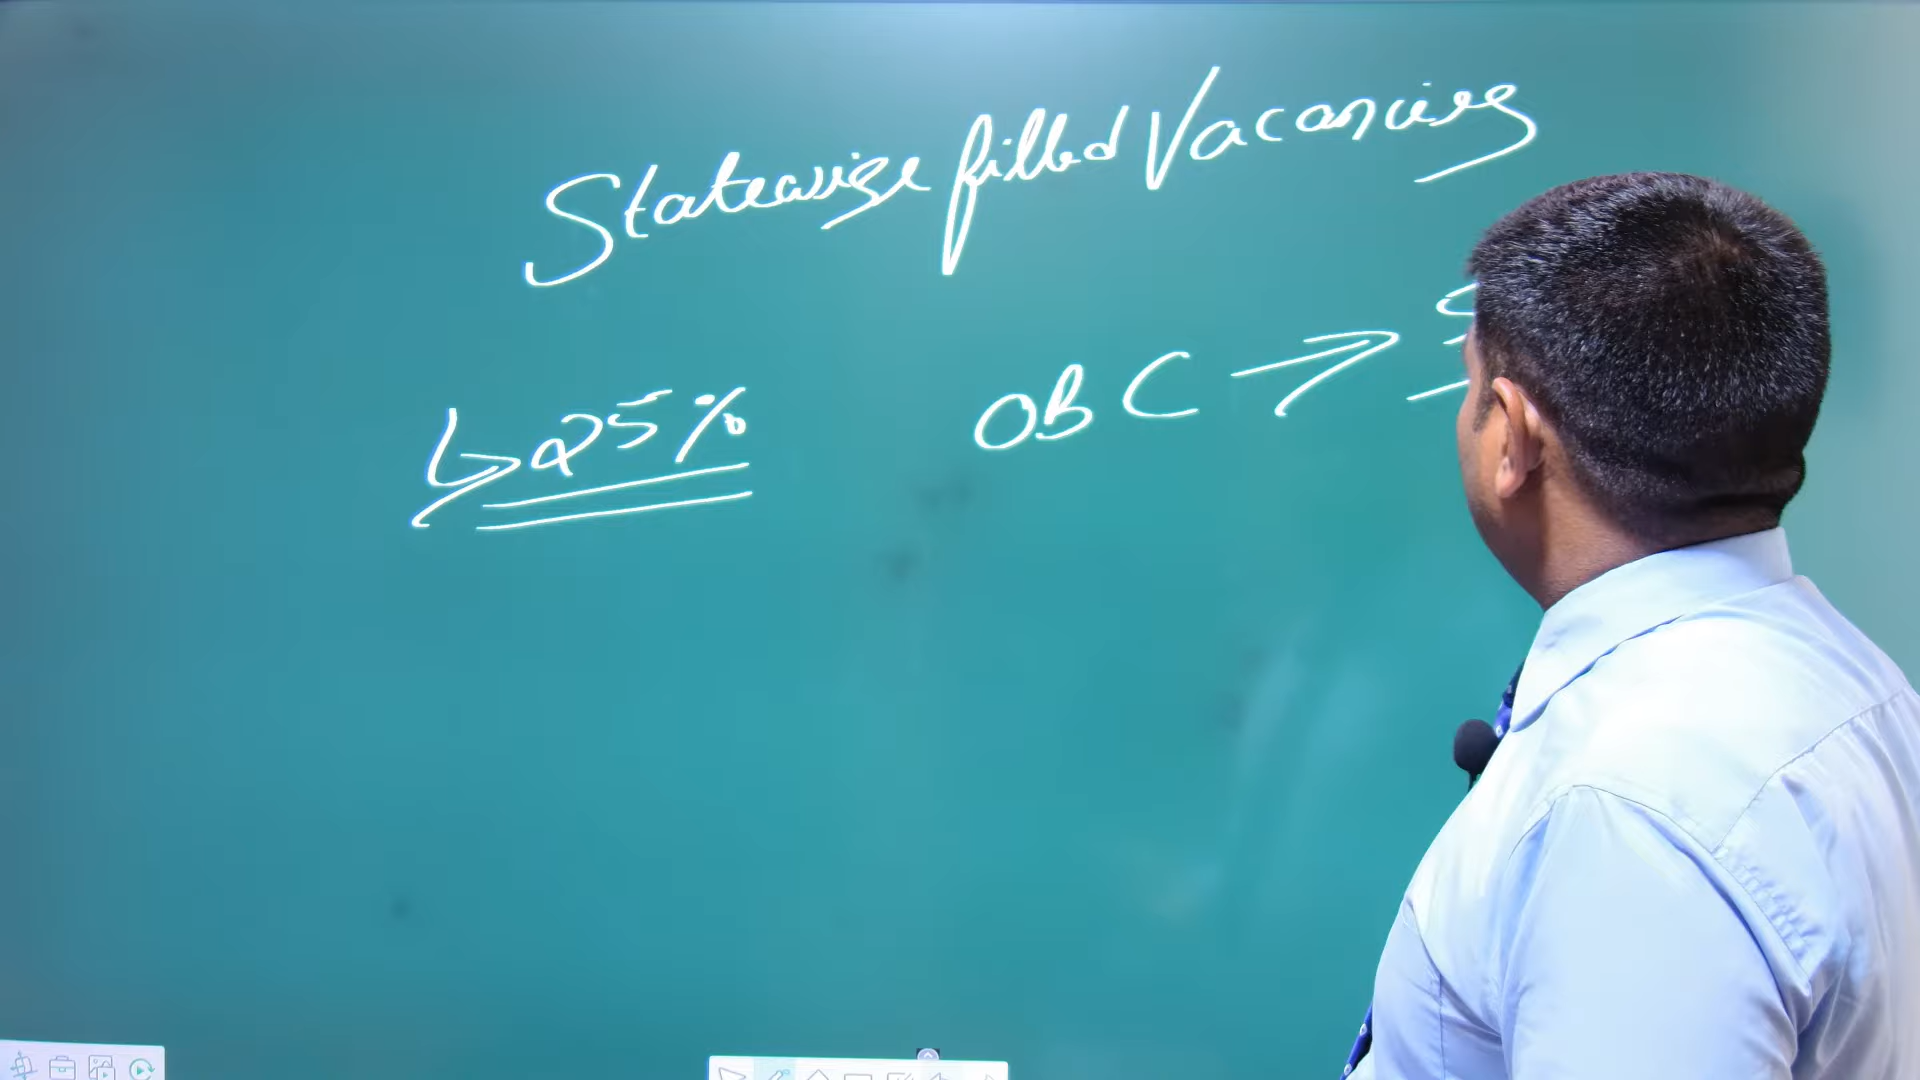 Statewise filled Vacancies
↳ 25%
OBC →